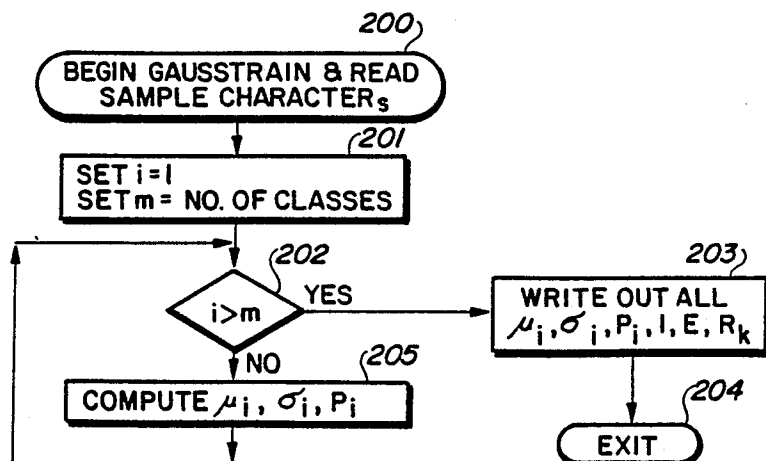 200
BEGIN GAUSSTRAIN & READ
SAMPLE CHARACTERs
201
SET i = 1
SET m = NO. OF CLASSES
202
i>m
YES
203
WRITE OUT ALL
μi, σi, Pi, I, E, Rk
NO
205
COMPUTE μi, σi, Pi
204
EXIT